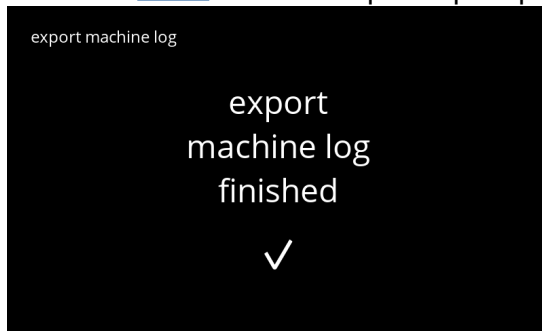 export machine log
export
machine log
finished